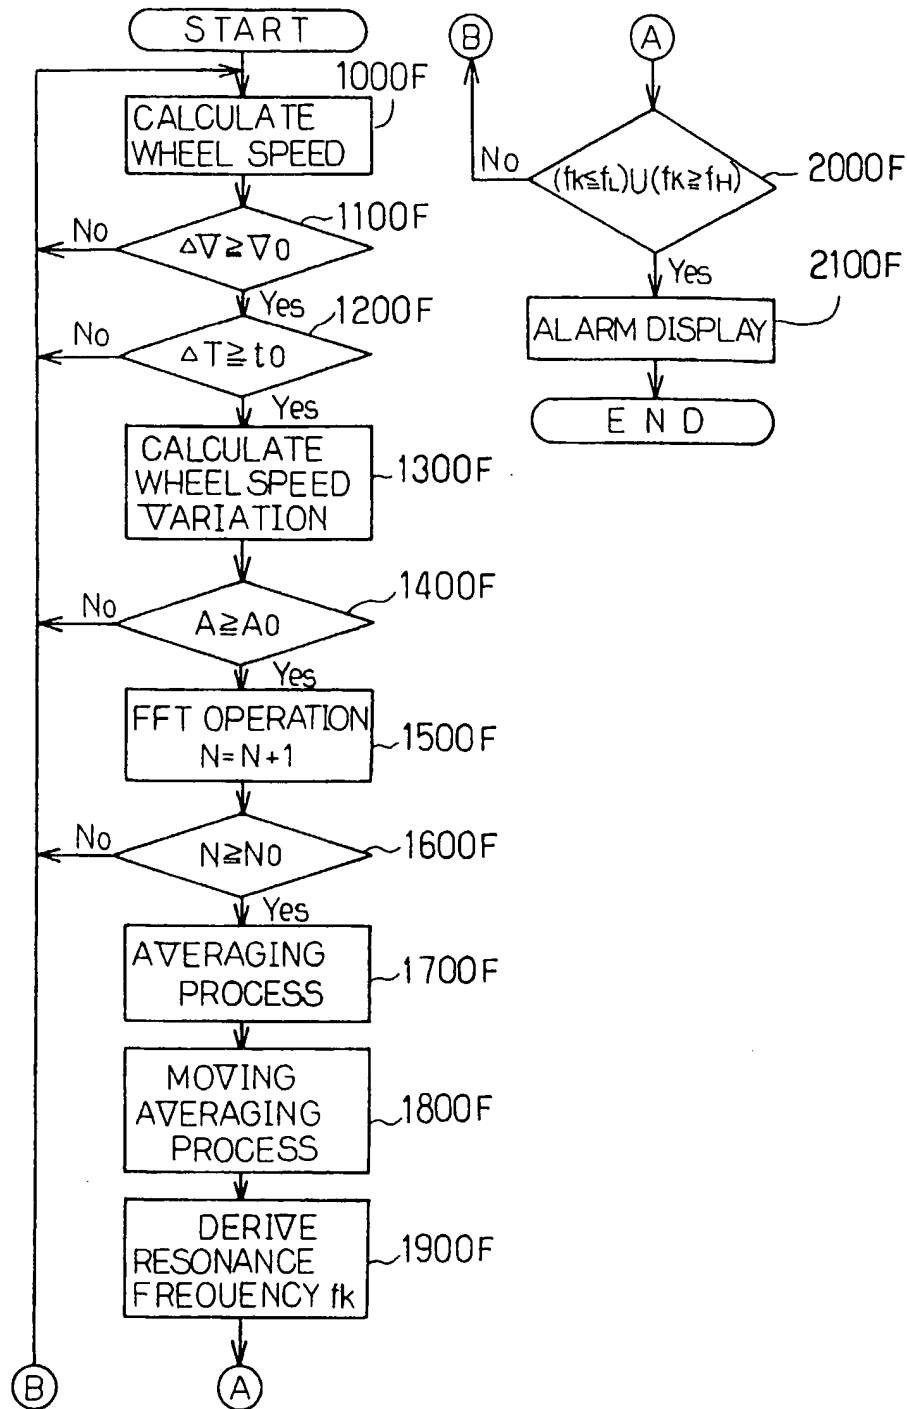 START
1000F
CALCULATE
WHEEL SPEED
1100F
No
ΔV≧V0
Yes
1200F
No
ΔT≧t0
Yes
CALCULATE
WHEEL SPEED
VARIATION
1300F
1400F
No
A≧A0
Yes
FFT OPERATION
N=N+1
1500F
No
N≧N0
1600F
Yes
AVERAGING
PROCESS
1700F
MOVING
AVERAGING
PROCESS
1800F
DERIVE
RESONANCE
FREQUENCY fk
1900F
B
A
B
A
No
(fk≦fL)U(fk≧fH)
2000F
Yes
2100F
ALARM DISPLAY
END